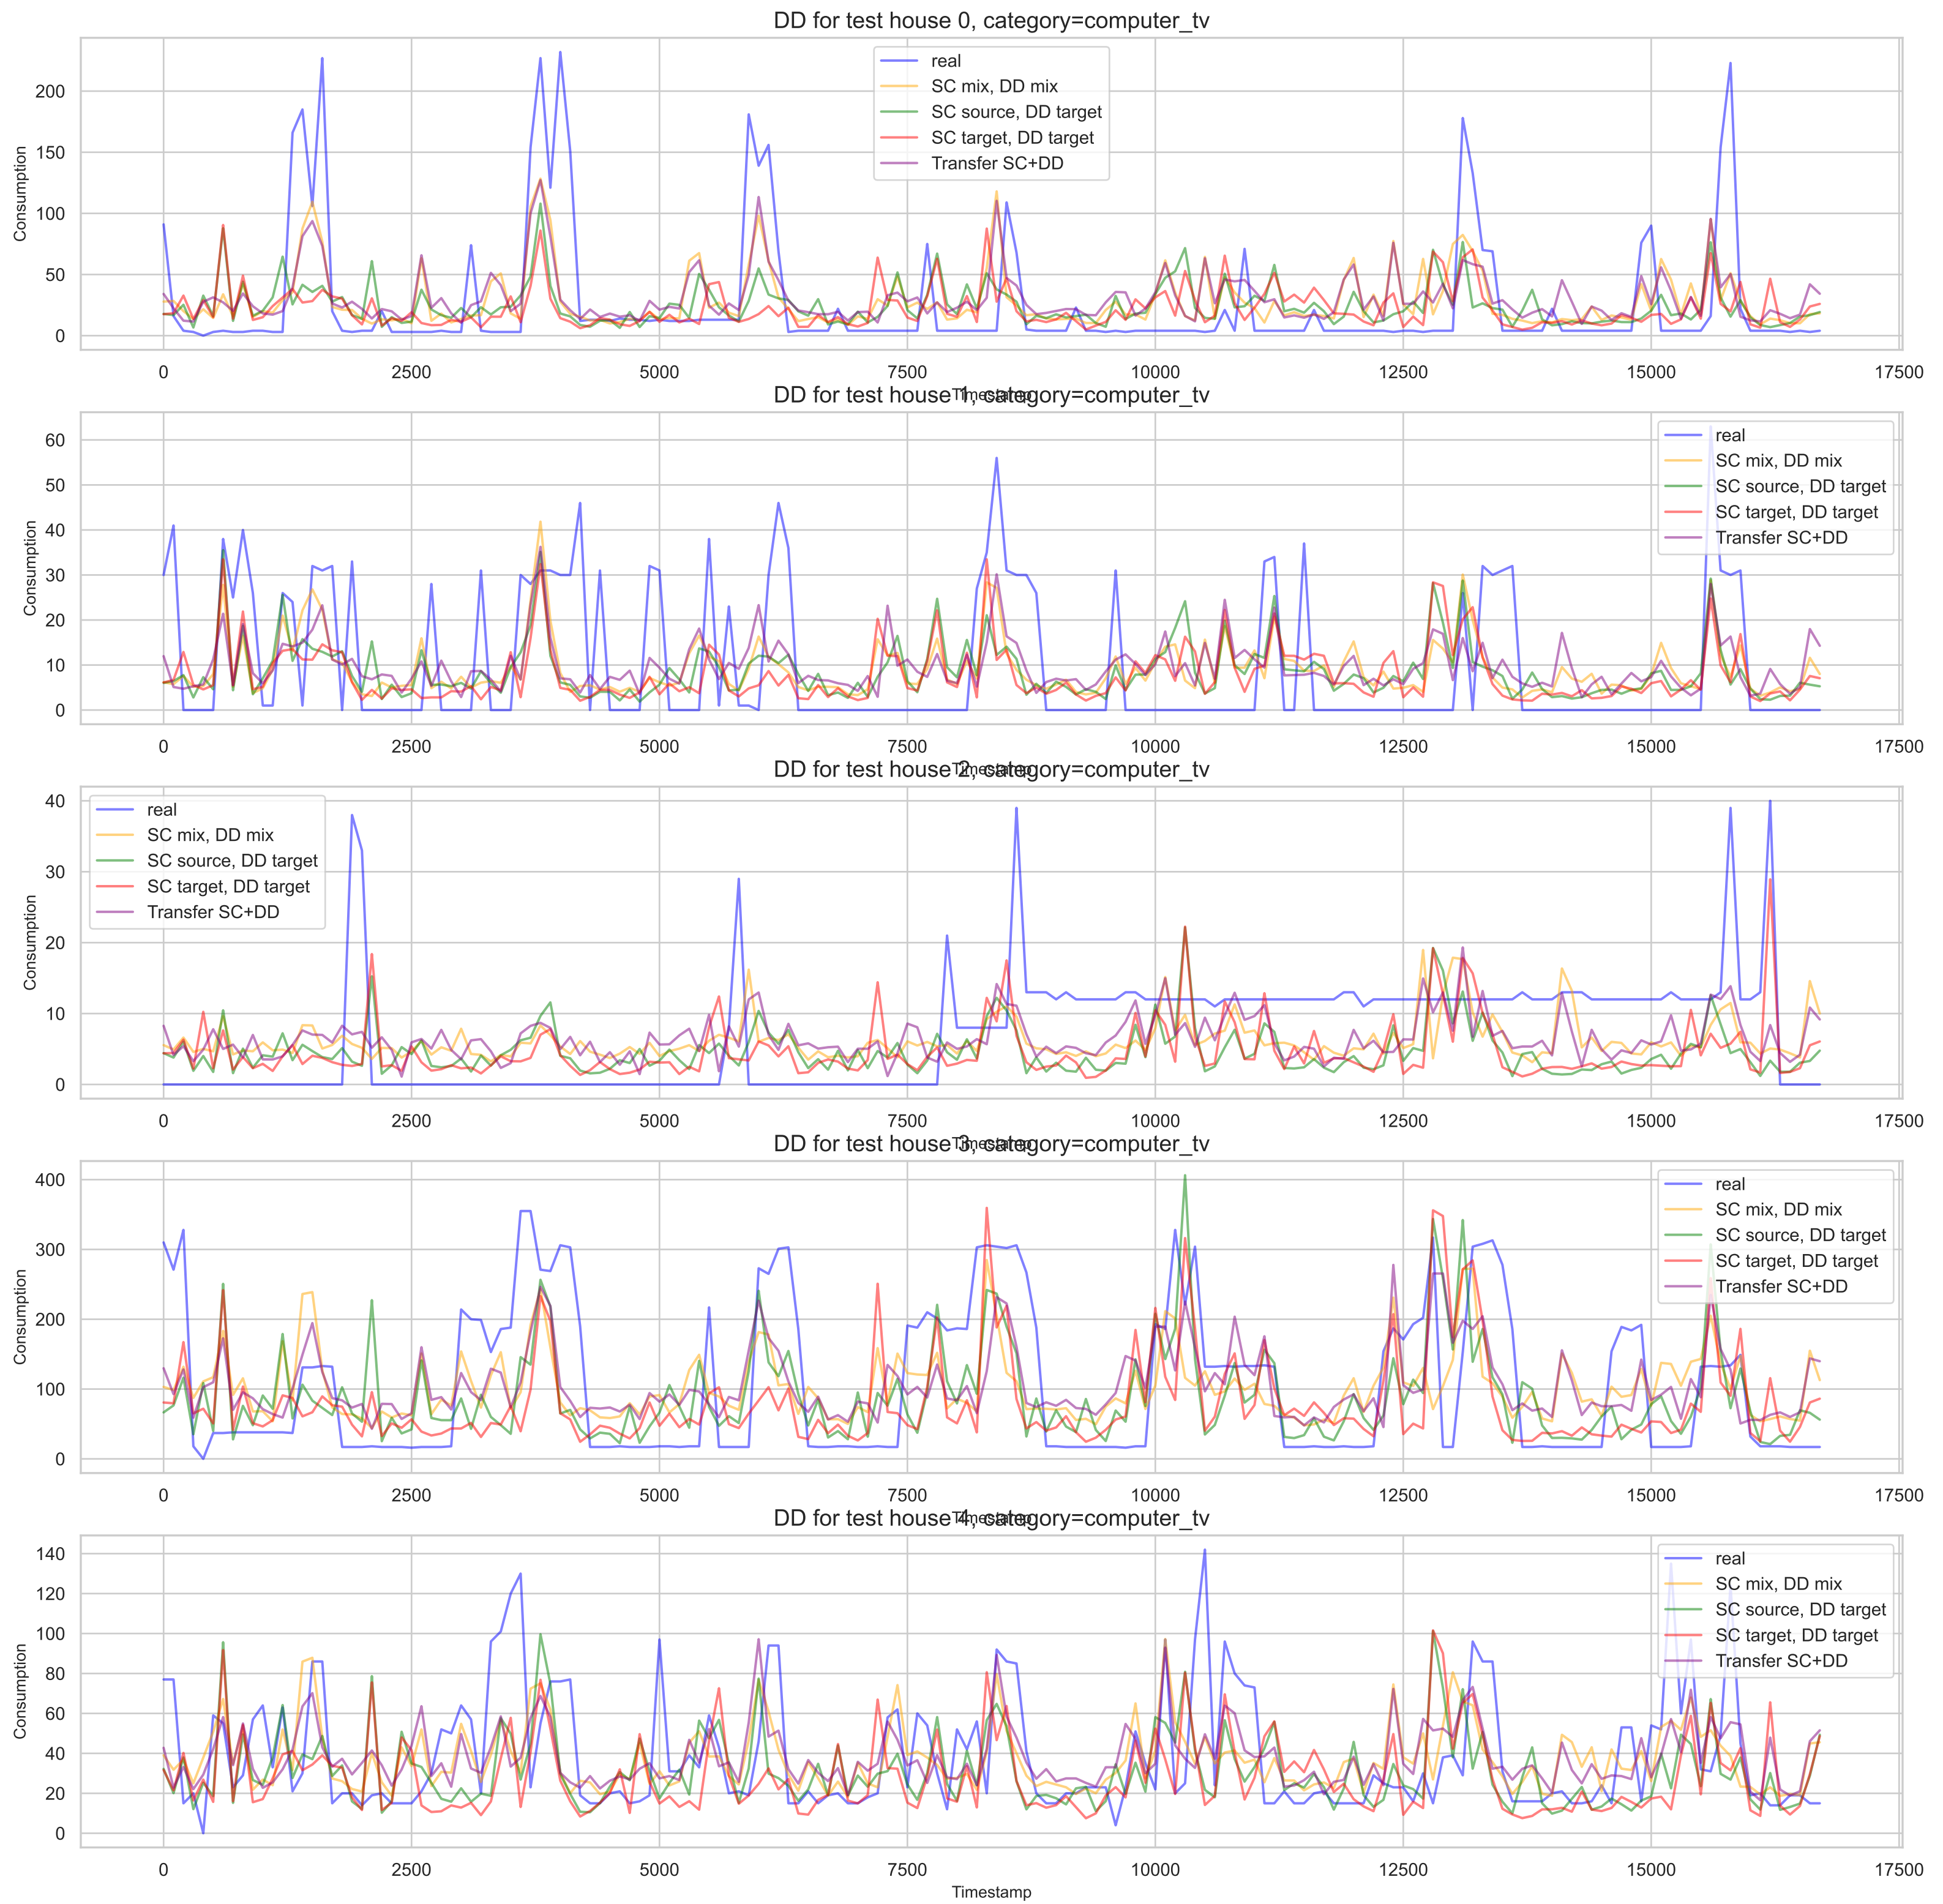 DD for test house 0, category=computer_tv
Consumption
200
150
100
50
0
real
SC mix, DD mix
SC source, DD target
SC target, DD target
Transfer SC+DD
0 2500 5000 7500 10000 12500 15000 17500
Timestamp
DD for test house 1, category=computer_tv
Consumption
60
50
40
30
20
10
0
real
SC mix, DD mix
SC source, DD target
SC target, DD target
Transfer SC+DD
0 2500 5000 7500 10000 12500 15000 17500
Timestamp
DD for test house 2, category=computer_tv
Consumption
40
30
20
10
0
real
SC mix, DD mix
SC source, DD target
SC target, DD target
Transfer SC+DD
0 2500 5000 7500 10000 12500 15000 17500
Timestamp
DD for test house 3, category=computer_tv
Consumption
400
300
200
100
0
real
SC mix, DD mix
SC source, DD target
SC target, DD target
Transfer SC+DD
0 2500 5000 7500 10000 12500 15000 17500
Timestamp
DD for test house 4, category=computer_tv
Consumption
140
120
100
80
60
40
20
0
real
SC mix, DD mix
SC source, DD target
SC target, DD target
Transfer SC+DD
0 2500 5000 7500 10000 12500 15000 17500
Timestamp